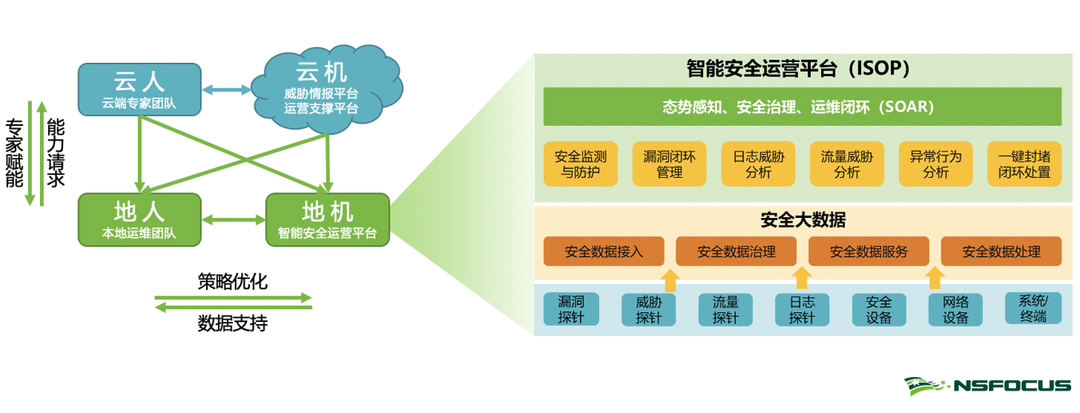 云人
云端专家团队
云机
威胁情报平台
运营支撑平台
专家赋能
能力请求
地人
本地运维团队
地机
智能安全运营平台
策略优化
数据支持
智能安全运营平台（ISOP）
态势感知、安全治理、运维闭环（SOAR）
安全监测
与防护
漏洞闭环
管理
日志威胁
分析
流量威胁
分析
异常行为
分析
一键封堵
闭环处置
安全大数据
安全数据接入
安全数据治理
安全数据服务
安全数据处理
漏洞
探针
威胁
探针
流量
探针
日志
探针
安全
设备
网络
设备
系统/
终端
NSFOCUS